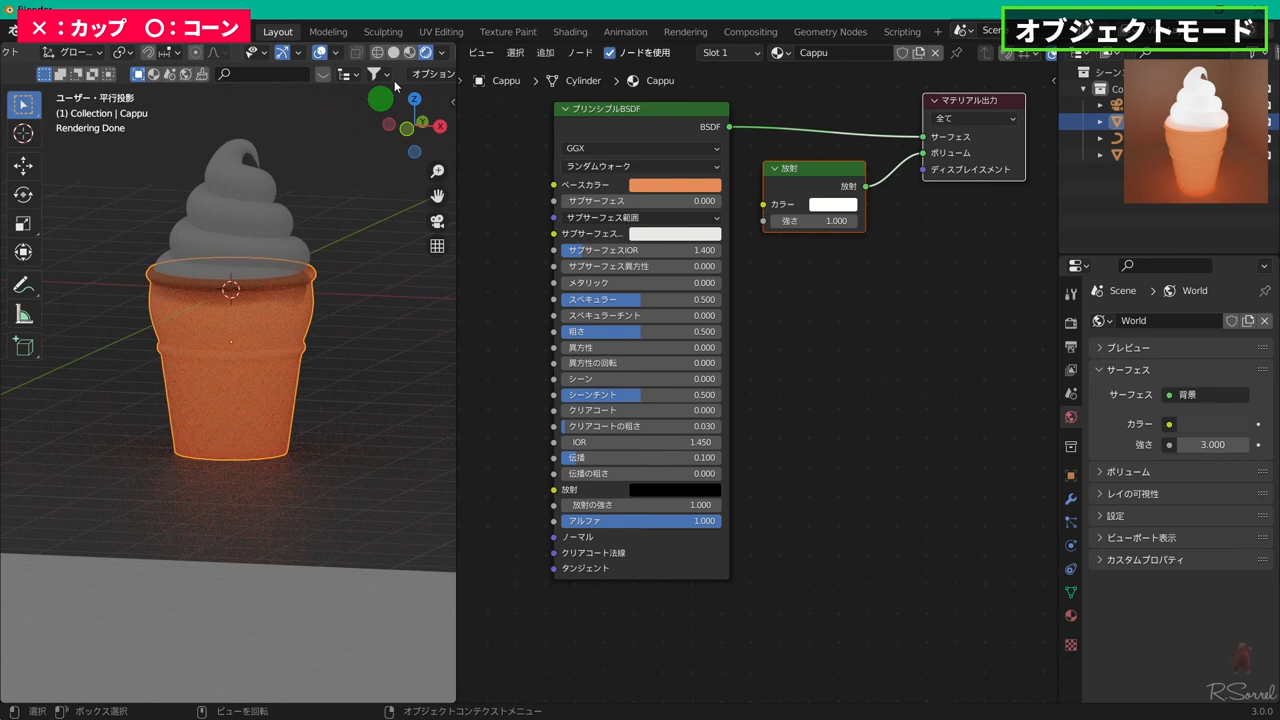 Blender
×：カップ　〇：コーン
オブジェクトモード
Layout
Modeling
Sculpting
UV Editing
Texture Paint
Shading
Animation
Rendering
Compositing
Geometry Nodes
Scripting
クト
グロー...
ビュー
選択
追加
ノード
ノードを使用
Slot 1
Cappu
オプション
Cappu
Cylinder
Cappu
シーン
Co
ユーザー・平行投影
(1) Collection | Cappu
Rendering Done
Z
Y
X
プリンシプルBSDF
BSDF
GGX
ランダムウォーク
ベースカラー
サブサーフェス 0.000
サブサーフェス範囲
サブサーフェス...
サブサーフェスIOR 1.400
サブサーフェス異方性 0.000
メタリック 0.000
スペキュラー 0.500
スペキュラーチント 0.000
粗さ 0.500
異方性 0.000
異方性の回転 0.000
シーン 0.000
シーンチント 0.500
クリアコート 0.000
クリアコートの粗さ 0.030
IOR 1.450
伝播 0.100
伝播の粗さ 0.000
放射
放射の強さ 1.000
アルファ 1.000
ノーマル
クリアコート法線
タンジェント
放射
放射
カラー
強さ 1.000
マテリアル出力
全て
サーフェス
ボリューム
ディスプレイスメント
Scene
World
World
プレビュー
サーフェス
サーフェス 背景
カラー
強さ 3.000
ボリューム
レイの可視性
設定
ビューポート表示
カスタムプロパティ
R.Sorrel
選択
ボックス選択
ビューを回転
オブジェクトコンテクストメニュー
3.0.0